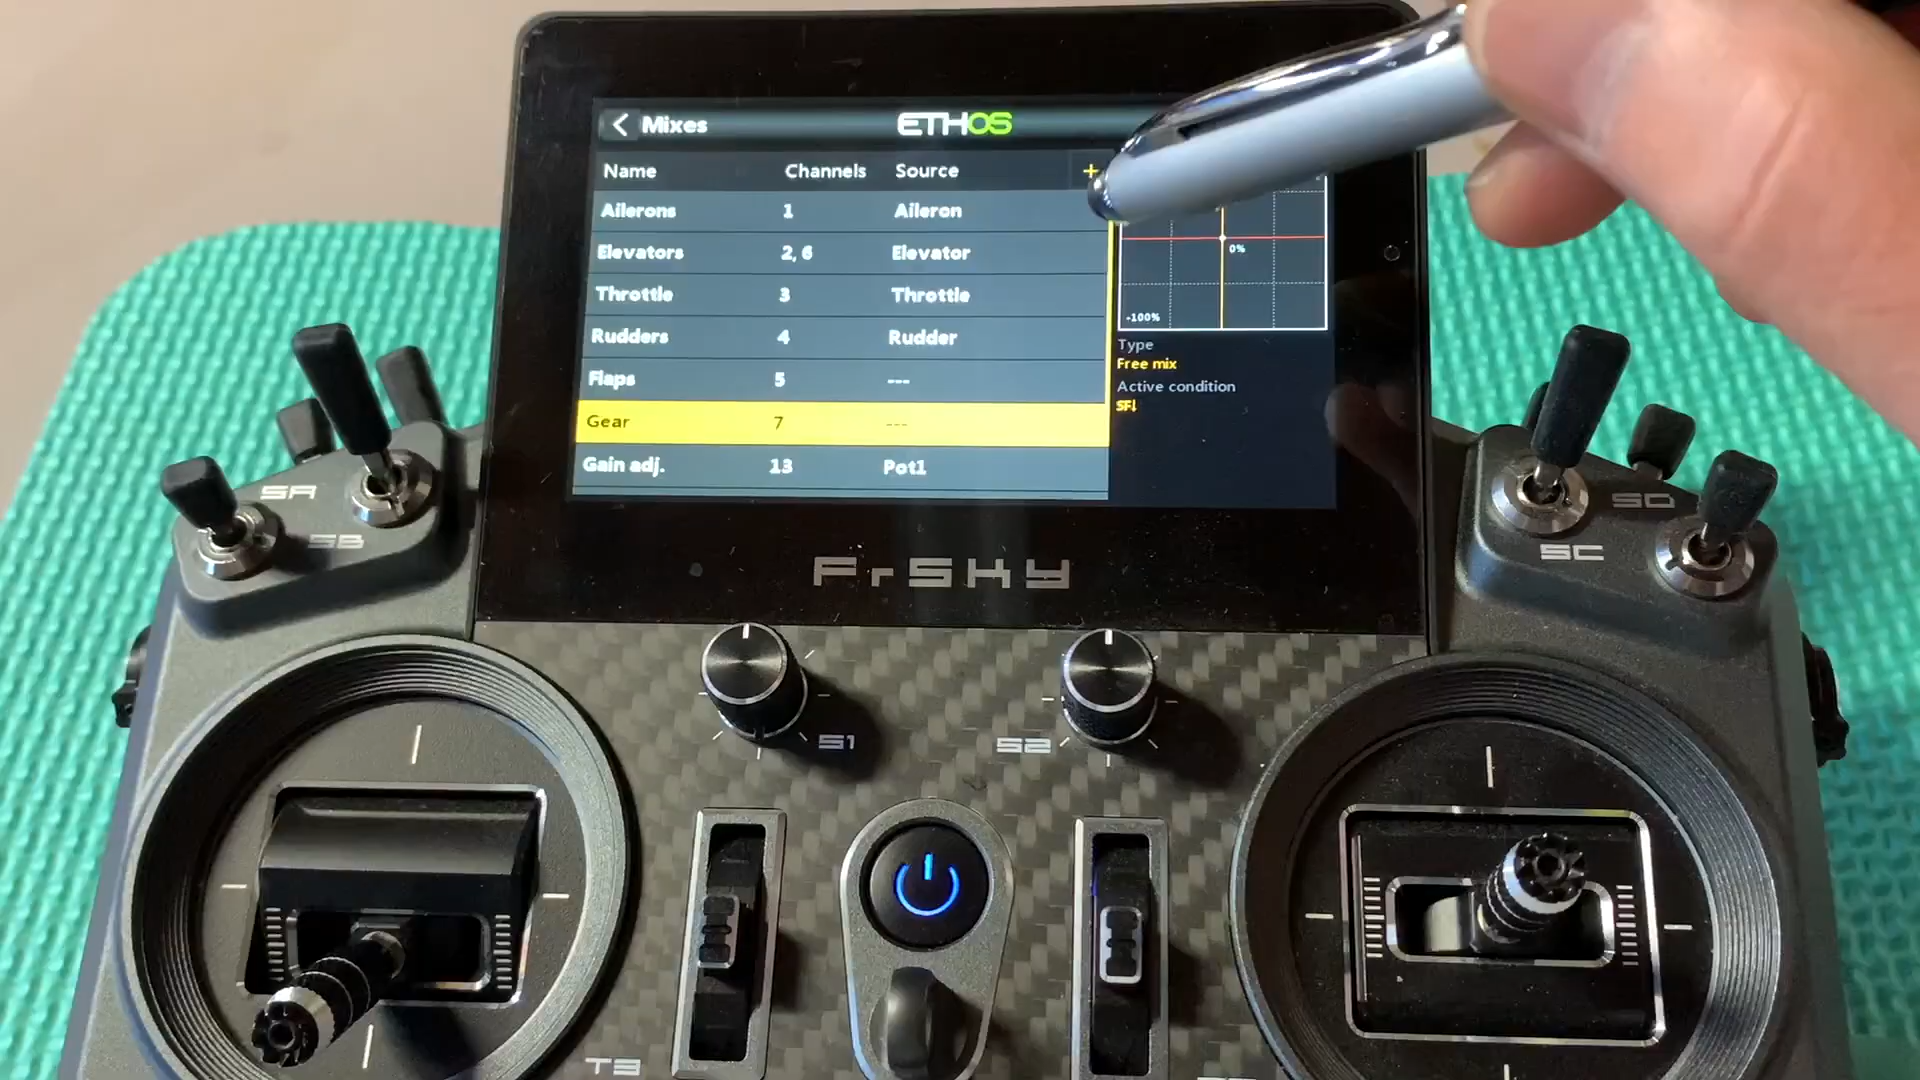 Mixes
ETHOS
Name Channels Source +
Ailerons 1 Aileron
Elevators 2, 6 Elevator
Throttle 3 Throttle
Rudders 4 Rudder
Flaps 5 ---
Gear 7 ---
Gain adj. 13 Pot1
0%
-100%
Type
Free mix
Active condition
SF↓
FrSKY
SA
SB
SD
SC
S1
S2
T3